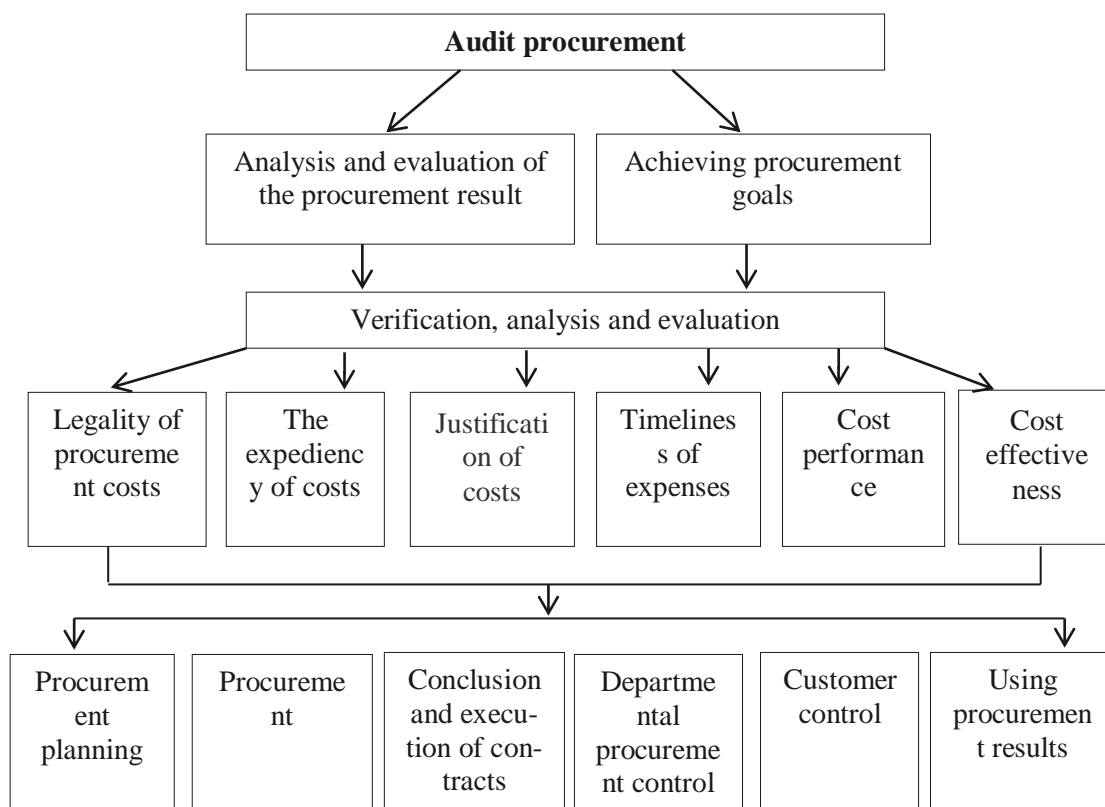 Audit procurement
Analysis and evaluation of
the procurement result
Achieving procurement
goals
Verification, analysis and evaluation
Legality of
procureme
nt costs
The
expedienc
y of costs
Justificati
on of
costs
Timelines
s of
expenses
Cost
performan
ce
Cost
effective
ness
Procurem
ent
planning
Procureme
nt
Conclusion
and execu-
tion of con-
tracts
Departme
ntal
procureme
nt control
Customer
control
Using
procuremen
t results